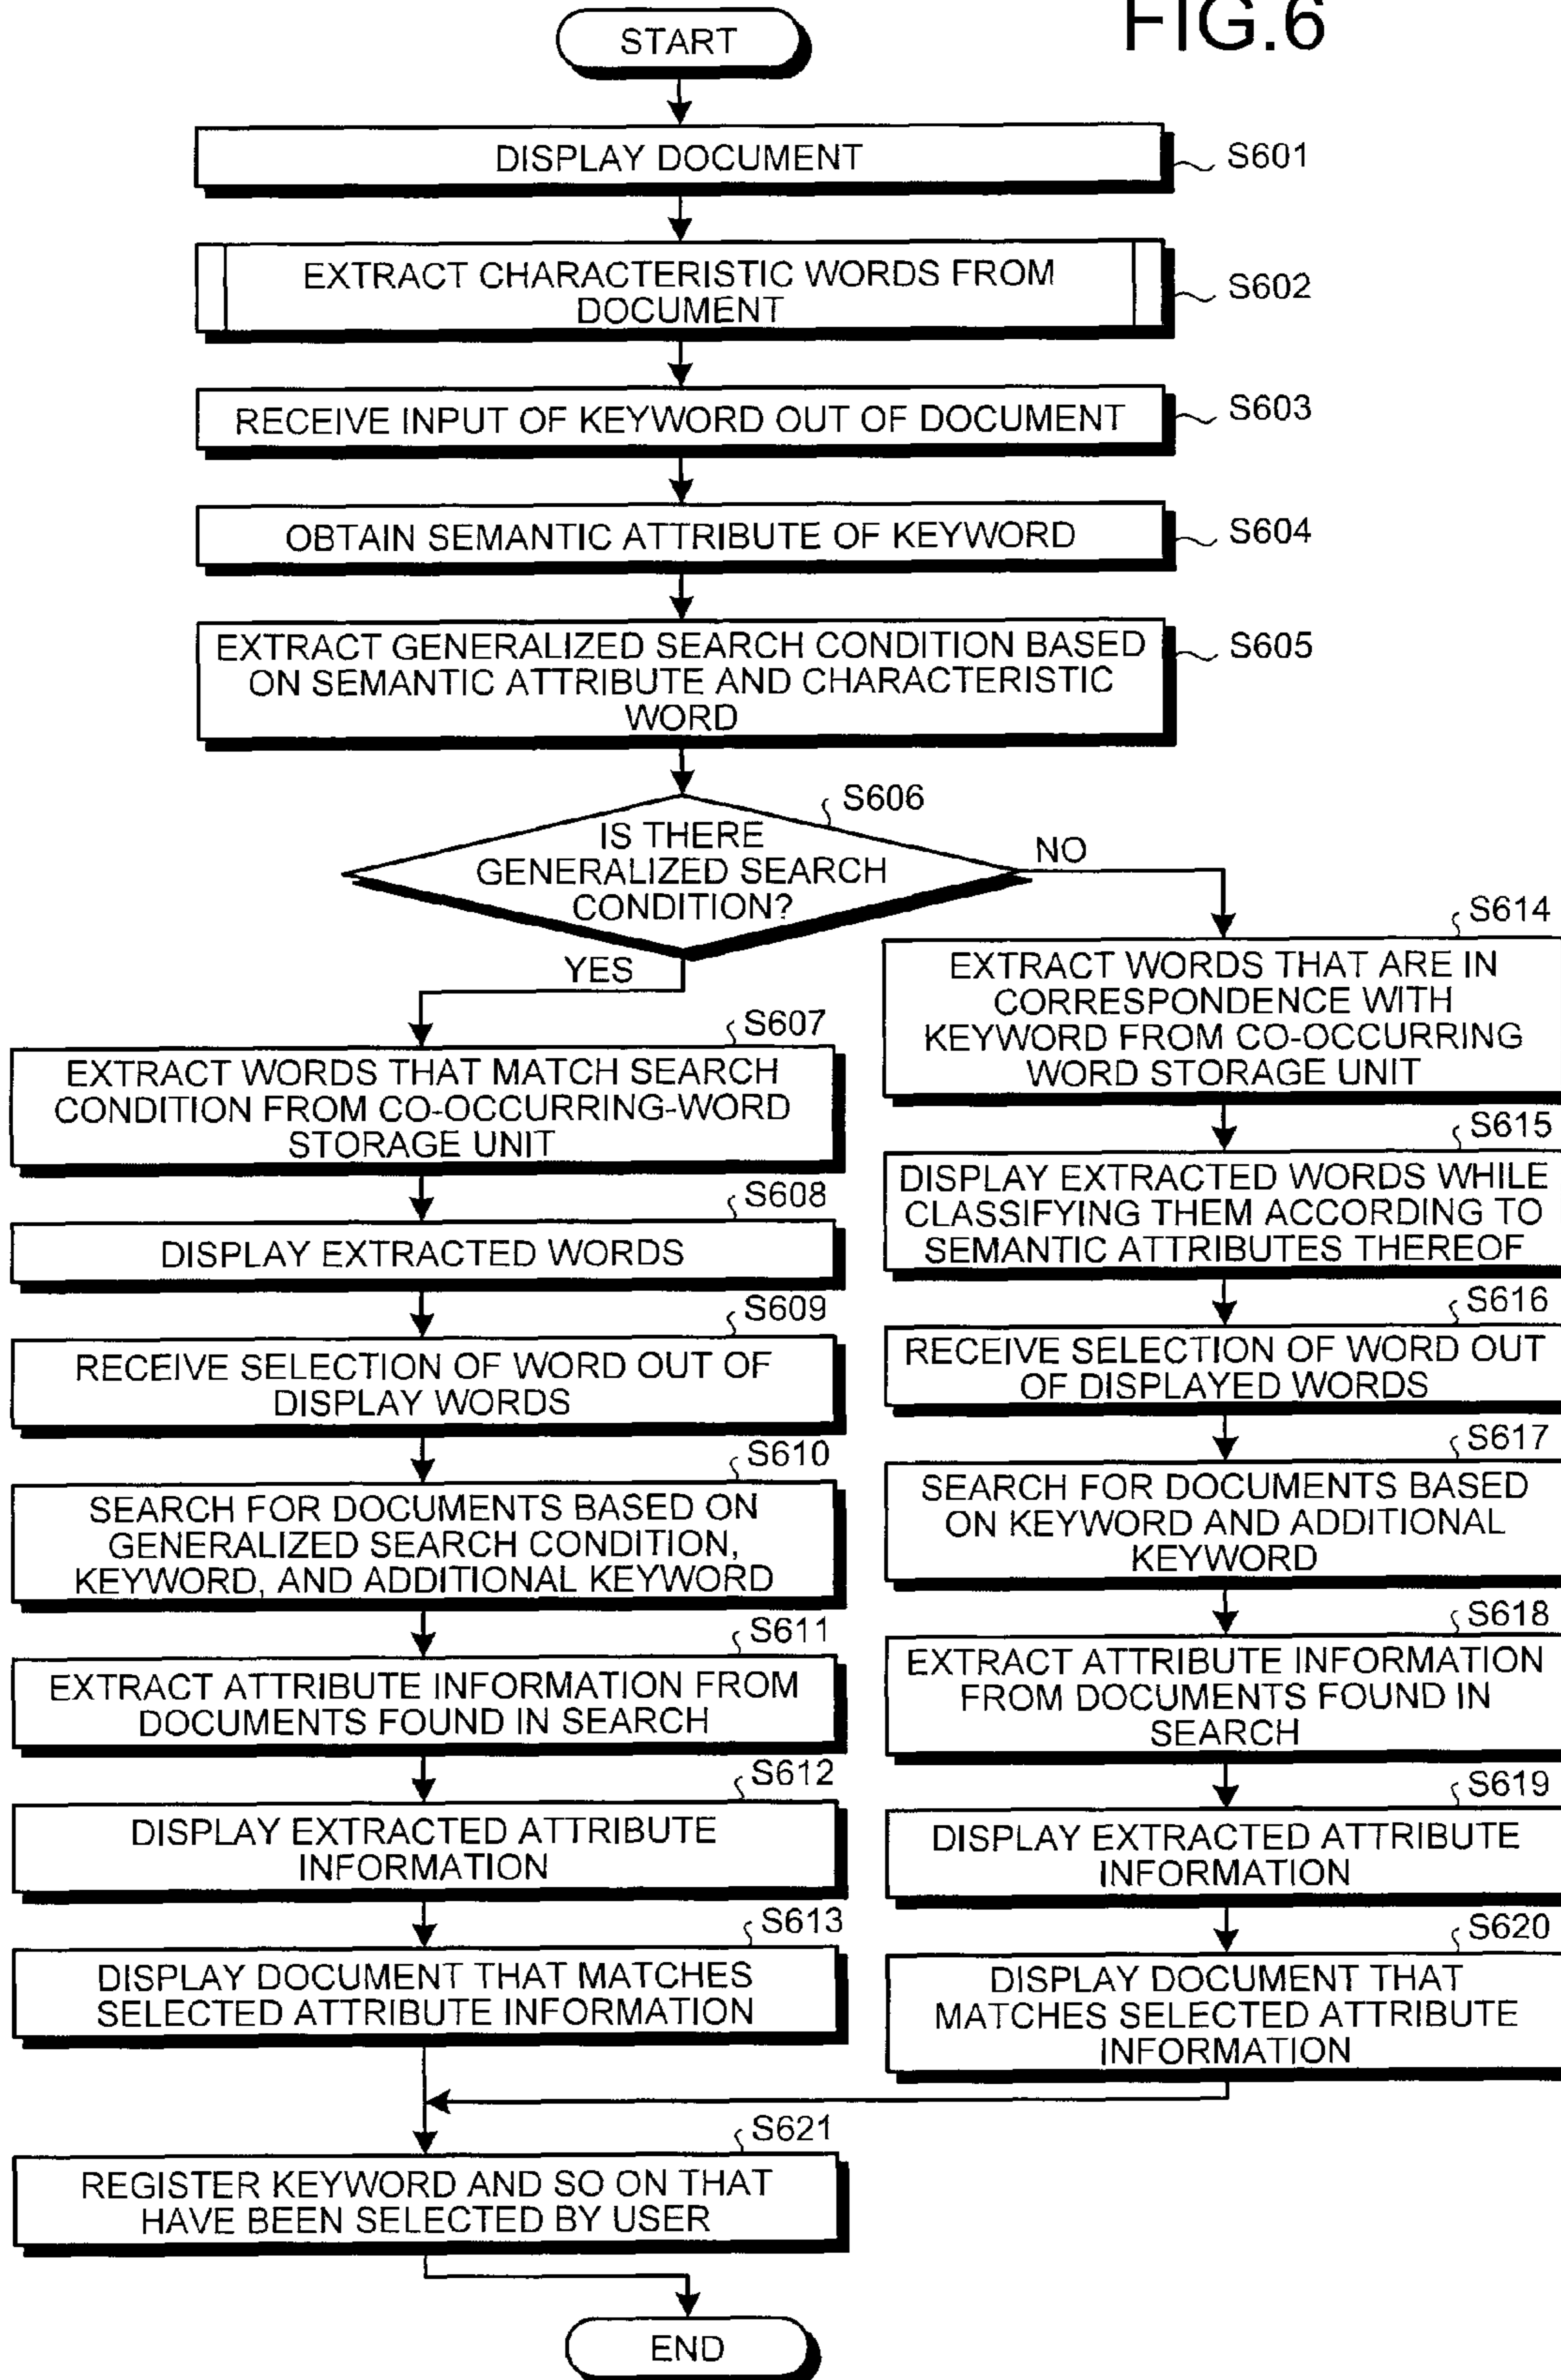 FIG.6
START
DISPLAY DOCUMENT
S601
EXTRACT CHARACTERISTIC WORDS FROM
DOCUMENT
S602
RECEIVE INPUT OF KEYWORD OUT OF DOCUMENT
S603
OBTAIN SEMANTIC ATTRIBUTE OF KEYWORD
S604
EXTRACT GENERALIZED SEARCH CONDITION BASED
ON SEMANTIC ATTRIBUTE AND CHARACTERISTIC
WORD
S605
S606
IS THERE
GENERALIZED SEARCH
CONDITION?
NO
YES
S607
EXTRACT WORDS THAT MATCH SEARCH
CONDITION FROM CO-OCCURRING-WORD
STORAGE UNIT
S608
DISPLAY EXTRACTED WORDS
S609
RECEIVE SELECTION OF WORD OUT OF
DISPLAY WORDS
S610
SEARCH FOR DOCUMENTS BASED ON
GENERALIZED SEARCH CONDITION,
KEYWORD, AND ADDITIONAL KEYWORD
S611
EXTRACT ATTRIBUTE INFORMATION FROM
DOCUMENTS FOUND IN SEARCH
S612
DISPLAY EXTRACTED ATTRIBUTE
INFORMATION
S613
DISPLAY DOCUMENT THAT MATCHES
SELECTED ATTRIBUTE INFORMATION
S614
EXTRACT WORDS THAT ARE IN
CORRESPONDENCE WITH
KEYWORD FROM CO-OCCURRING
WORD STORAGE UNIT
S615
DISPLAY EXTRACTED WORDS WHILE
CLASSIFYING THEM ACCORDING TO
SEMANTIC ATTRIBUTES THEREOF
S616
RECEIVE SELECTION OF WORD OUT
OF DISPLAYED WORDS
S617
SEARCH FOR DOCUMENTS BASED
ON KEYWORD AND ADDITIONAL
KEYWORD
S618
EXTRACT ATTRIBUTE INFORMATION
FROM DOCUMENTS FOUND IN
SEARCH
S619
DISPLAY EXTRACTED ATTRIBUTE
INFORMATION
S620
DISPLAY DOCUMENT THAT
MATCHES SELECTED ATTRIBUTE
INFORMATION
S621
REGISTER KEYWORD AND SO ON THAT
HAVE BEEN SELECTED BY USER
END